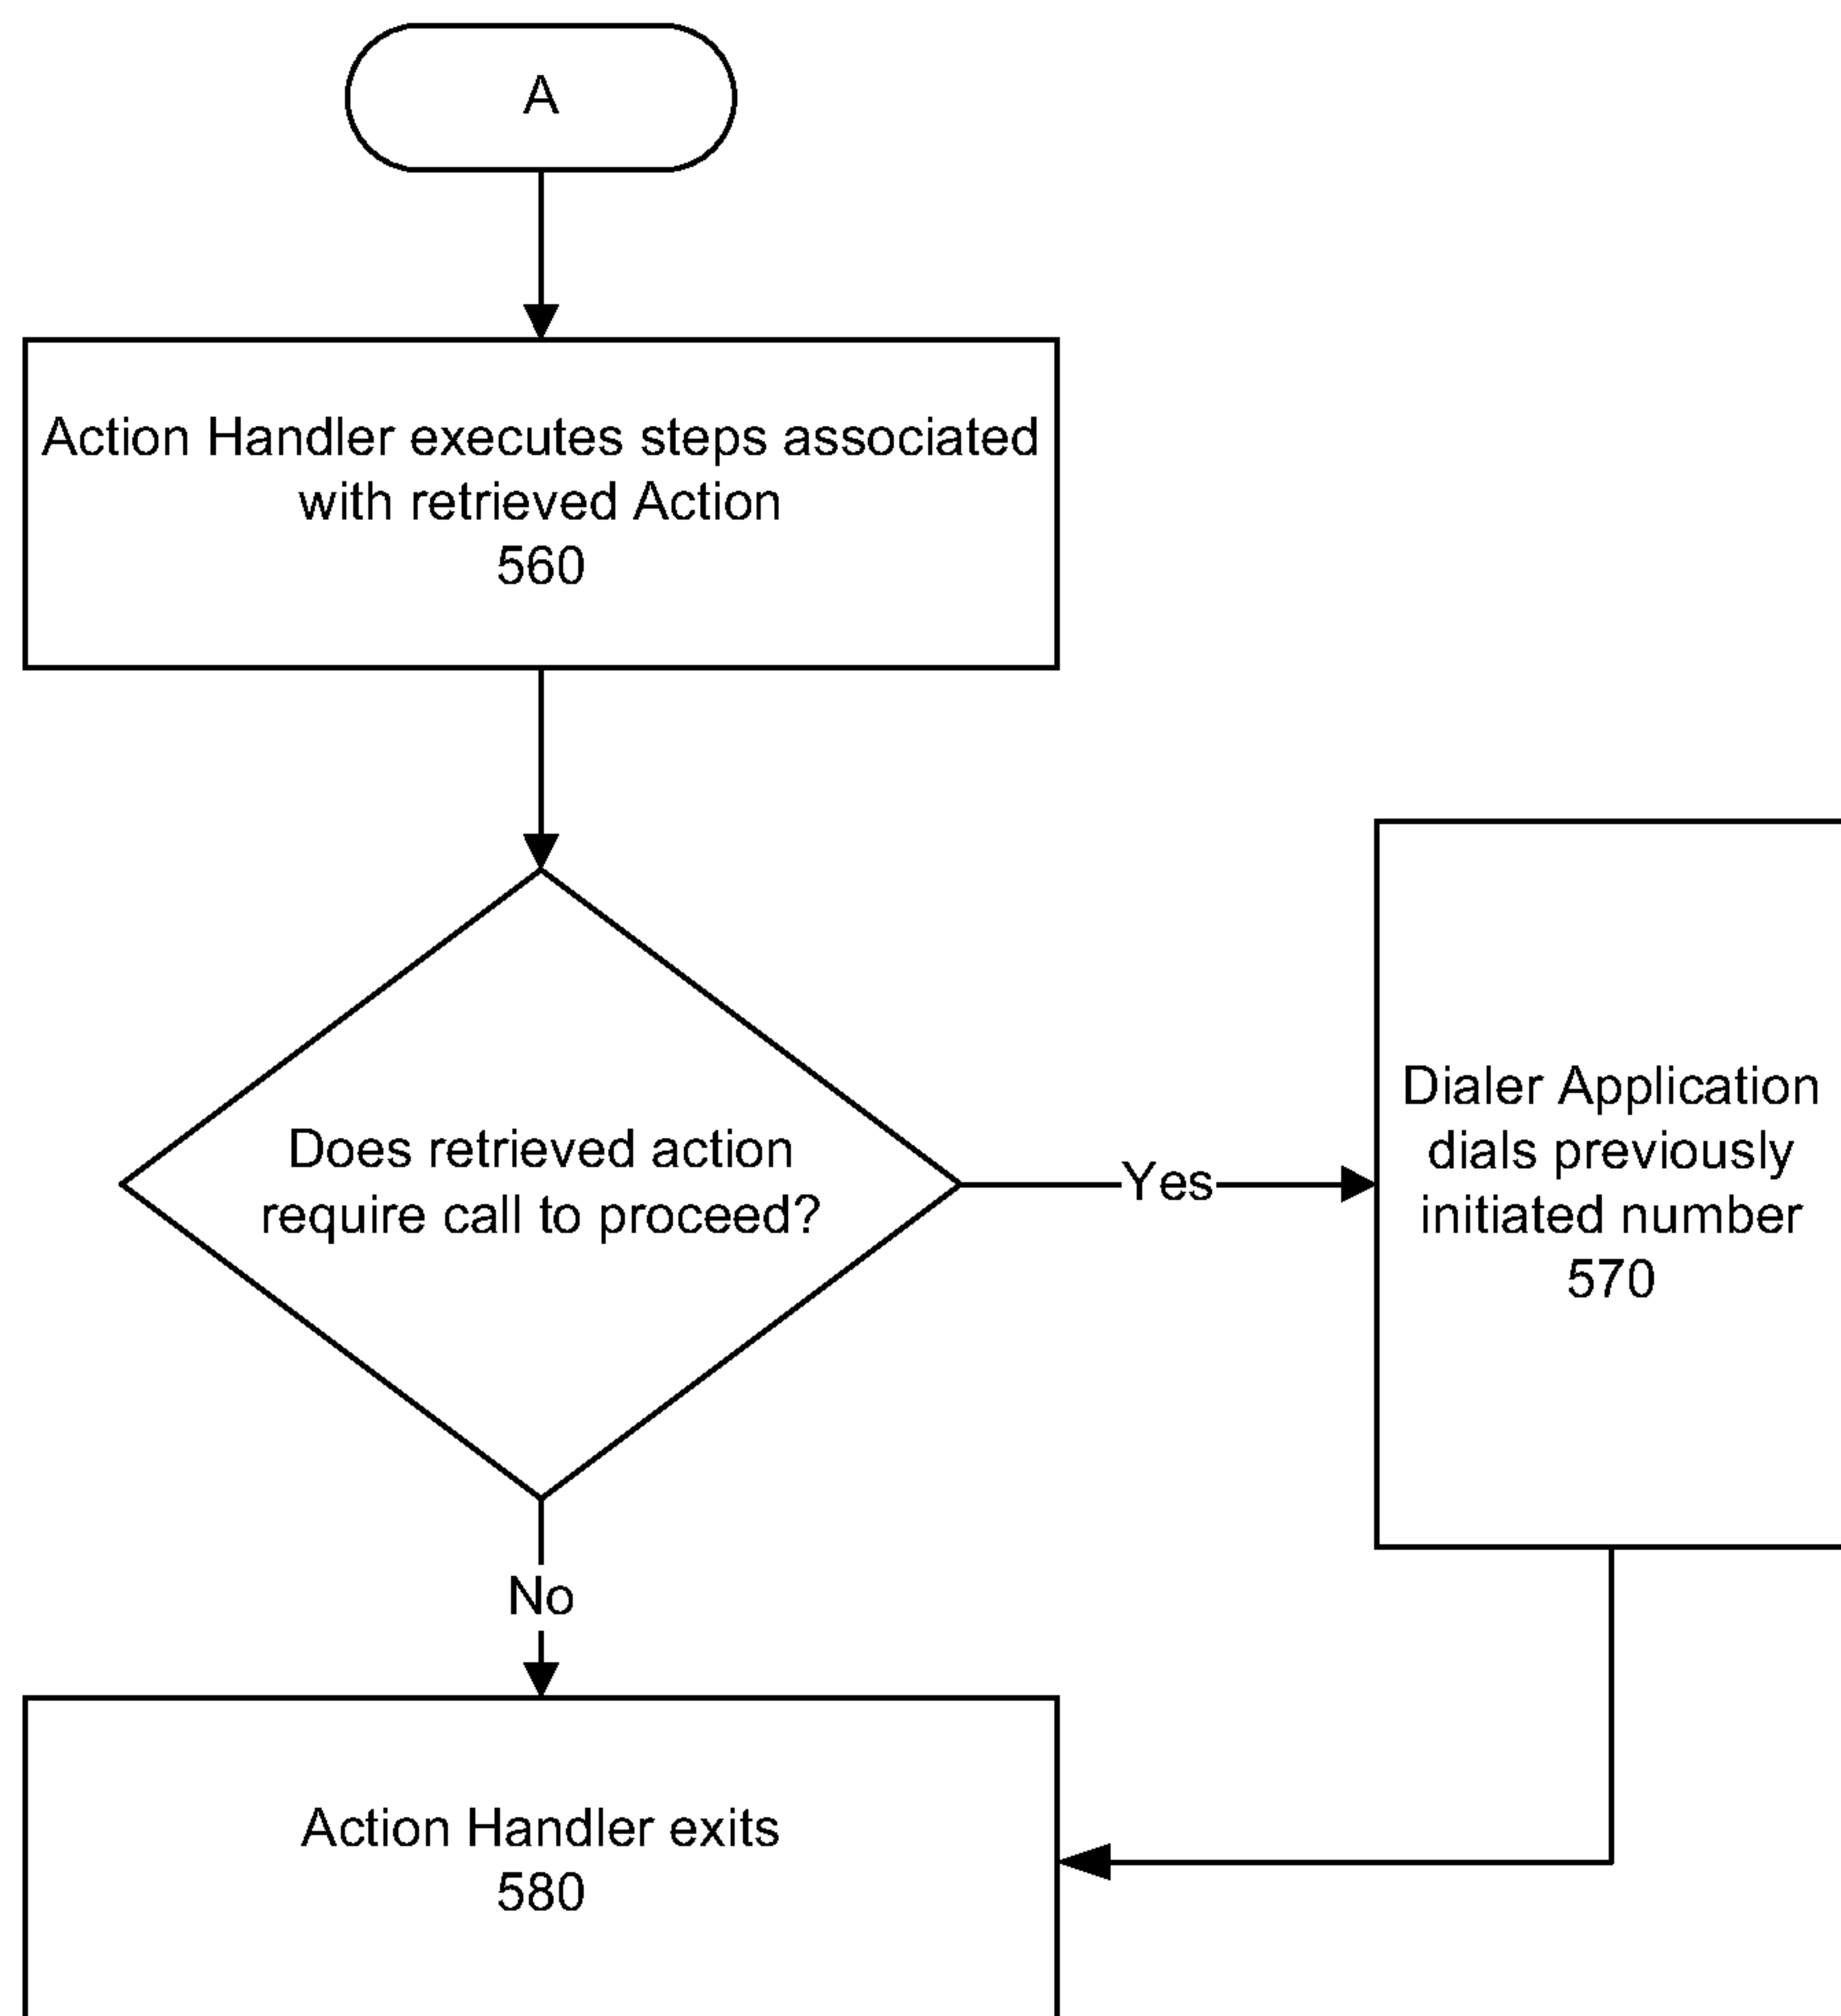 A
Action Handler executes steps associated
with retrieved Action
560
Does retrieved action
require call to proceed?
Yes
Dialer Application
dials previously
initiated number
570
No
Action Handler exits
580